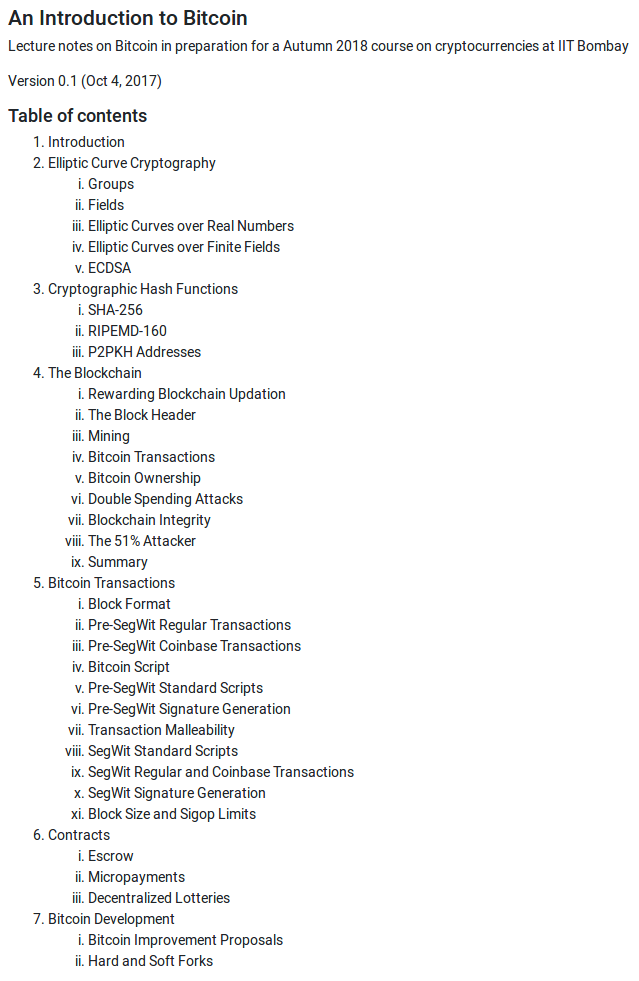 An Introduction to Bitcoin
Lecture notes on Bitcoin in preparation for a Autumn 2018 course on cryptocurrencies at IIT Bombay
Version 0.1 (Oct 4, 2017)
Table of contents
1. Introduction
2. Elliptic Curve Cryptography
i. Groups
ii. Fields
iii. Elliptic Curves over Real Numbers
iv. Elliptic Curves over Finite Fields
v. ECDSA
3. Cryptographic Hash Functions
i. SHA-256
ii. RIPEMD-160
iii. P2PKH Addresses
4. The Blockchain
i. Rewarding Blockchain Updation
ii. The Block Header
iii. Mining
iv. Bitcoin Transactions
v. Bitcoin Ownership
vi. Double Spending Attacks
vii. Blockchain Integrity
viii. The 51% Attacker
ix. Summary
5. Bitcoin Transactions
i. Block Format
ii. Pre-SegWit Regular Transactions
iii. Pre-SegWit Coinbase Transactions
iv. Bitcoin Script
v. Pre-SegWit Standard Scripts
vi. Pre-SegWit Signature Generation
vii. Transaction Malleability
viii. SegWit Standard Scripts
ix. SegWit Regular and Coinbase Transactions
x. SegWit Signature Generation
xi. Block Size and Sigop Limits
6. Contracts
i. Escrow
ii. Micropayments
iii. Decentralized Lotteries
7. Bitcoin Development
i. Bitcoin Improvement Proposals
ii. Hard and Soft Forks